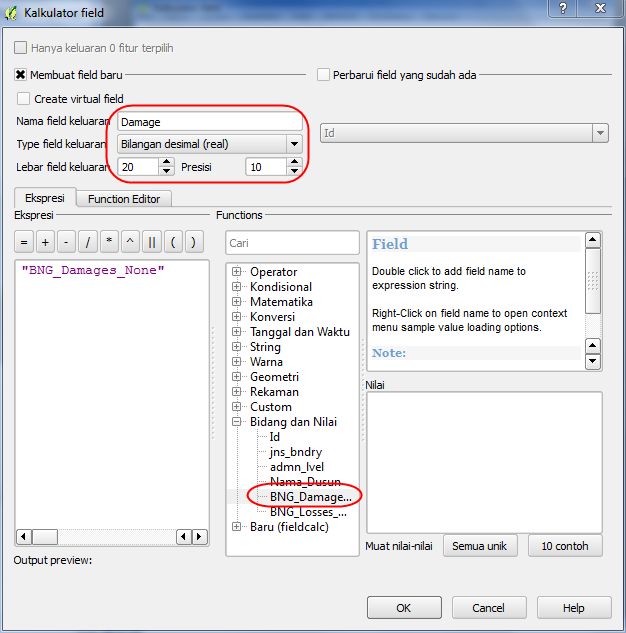 Kalkulator field
Hanya keluaran 0 fitur terpilih
Membuat field baru
Perbarui field yang sudah ada
Create virtual field
Nama field keluaran Damage
Type field keluaran Bilangan desimal (real)
Id
Lebar field keluaran 20 Presisi 10
Ekspresi Function Editor
Ekspresi
Functions
= + - / * ^ || ( )
"BNG_Damages_None"
Cari
Operator
Kondisional
Matematika
Konversi
Tanggal dan Waktu
String
Warna
Geometri
Rekaman
Custom
Bidang dan Nilai
Id
jns_bndry
admn_lvel
Nama_Dusun
BNG_Damage...
BNG_Losses_...
Baru (fieldcalc)
Field
Double click to add field name to
expression string.
Right-Click on field name to open context
menu sample value loading options.
Note:
Nilai
Muat nilai-nilai Semua unik 10 contoh
Output preview:
OK Cancel Help